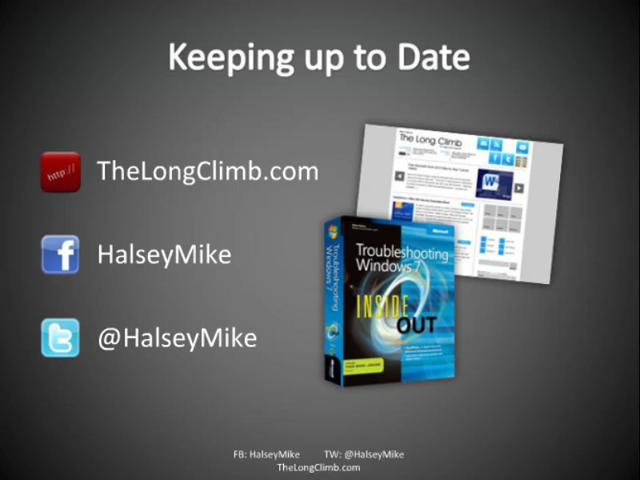 Keeping up to Date
http://
TheLongClimb.com
HalseyMike
@HalseyMike
The Long Climb
Microsoft
Troubleshooting
Windows 7
INSIDE
OUT
Troubleshooting
Windows 7
FB: HalseyMike TW: @HalseyMike
TheLongClimb.com